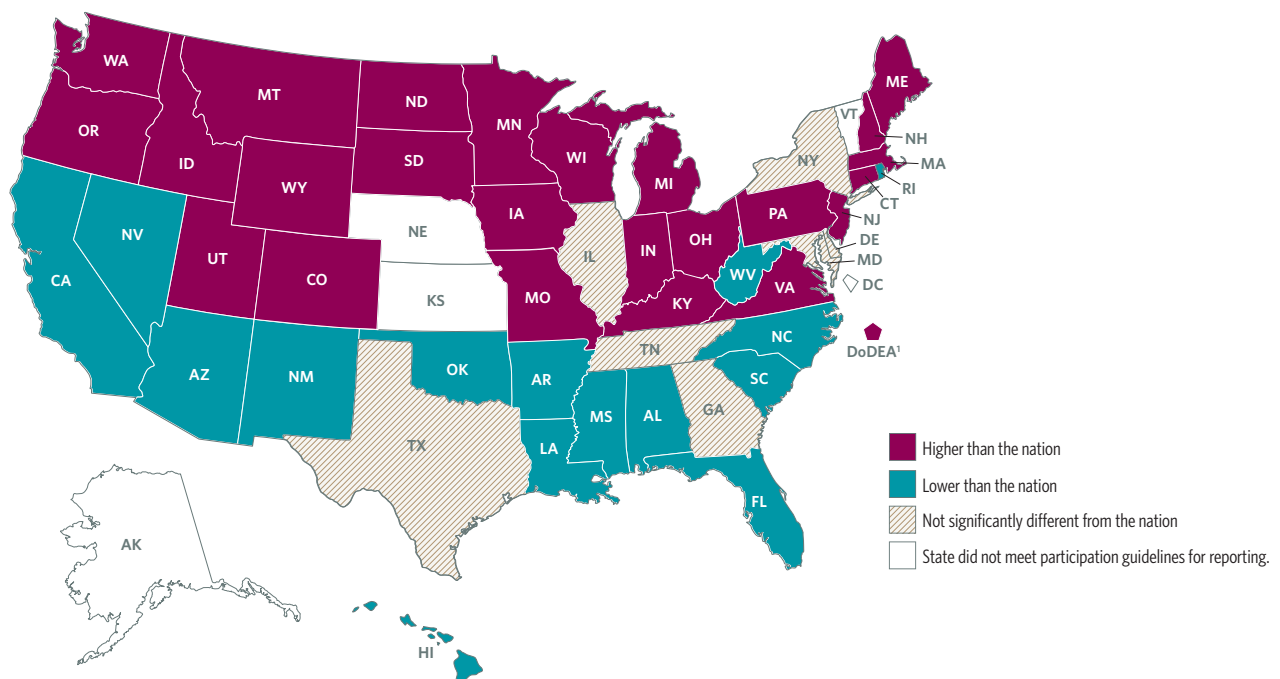 WA
MT
ND
MN
ME
VT
OR
ID
SD
WI
NH
NY
MA
MI
WY
RI
CT
IA
PA
NJ
NE
NV
UT
CO
IL
IN
OH
DE
MD
WV
VA
DC
CA
KS
MO
KY
NC
DoDEA¹
TN
AZ
NM
OK
AR
SC
MS
AL
GA
TX
LA
FL
AK
HI
Higher than the nation
Lower than the nation
Not significantly different from the nation
State did not meet participation guidelines for reporting.